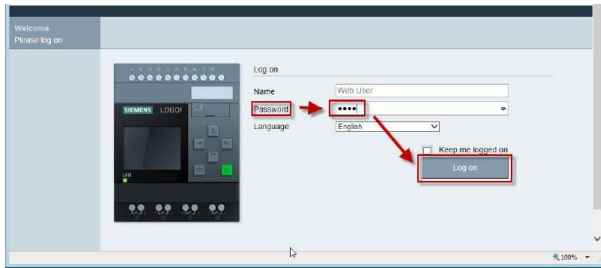 Welcome
Please log on
Log on
Name
Web User
Password
••••
Language
English
Keep me logged on
Log on
SIEMENS LOGO!
LAN
100%